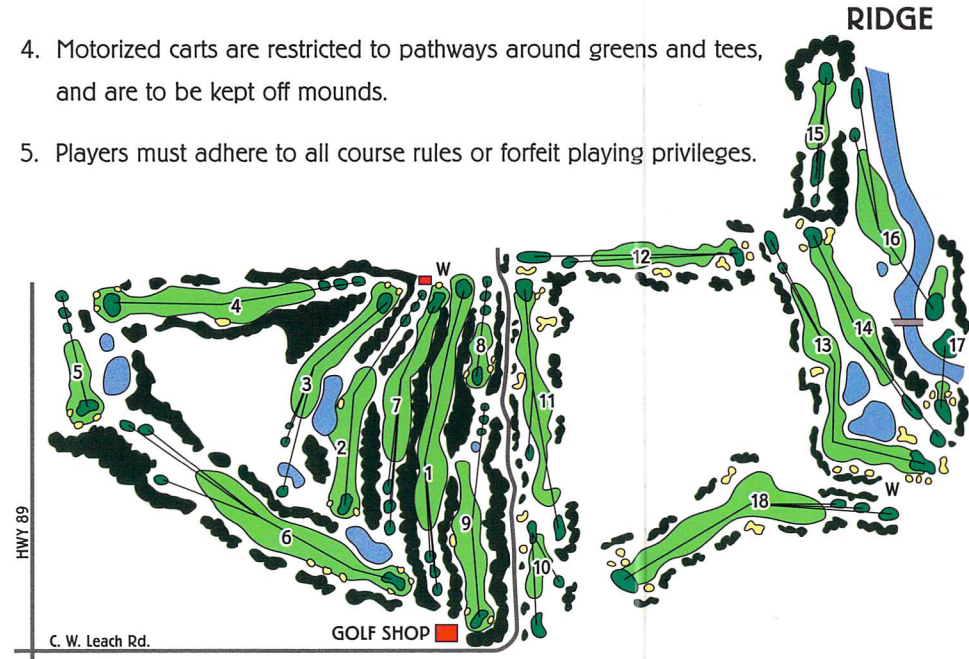 RIDGE
4. Motorized carts are restricted to pathways around greens and tees,
and are to be kept off mounds.
5. Players must adhere to all course rules or forfeit playing privileges.
15
16
12
W
4
14
17
8
13
5
3
11
7
2
1
W
18
9
HWY 89
6
10
GOLF SHOP
C. W. Leach Rd.